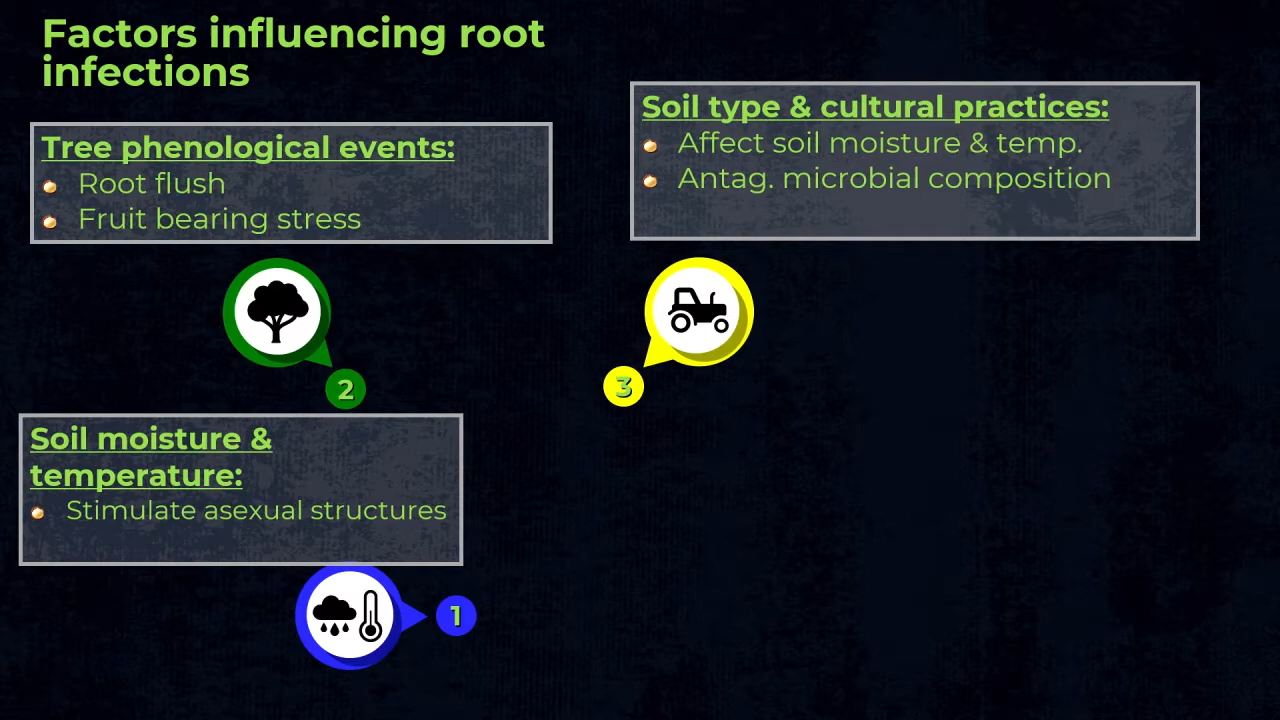 Factors influencing root
infections
Tree phenological events:
Root flush
Fruit bearing stress
Soil type & cultural practices:
Affect soil moisture & temp.
Antag. microbial composition
2
3
Soil moisture &
temperature:
Stimulate asexual structures
1